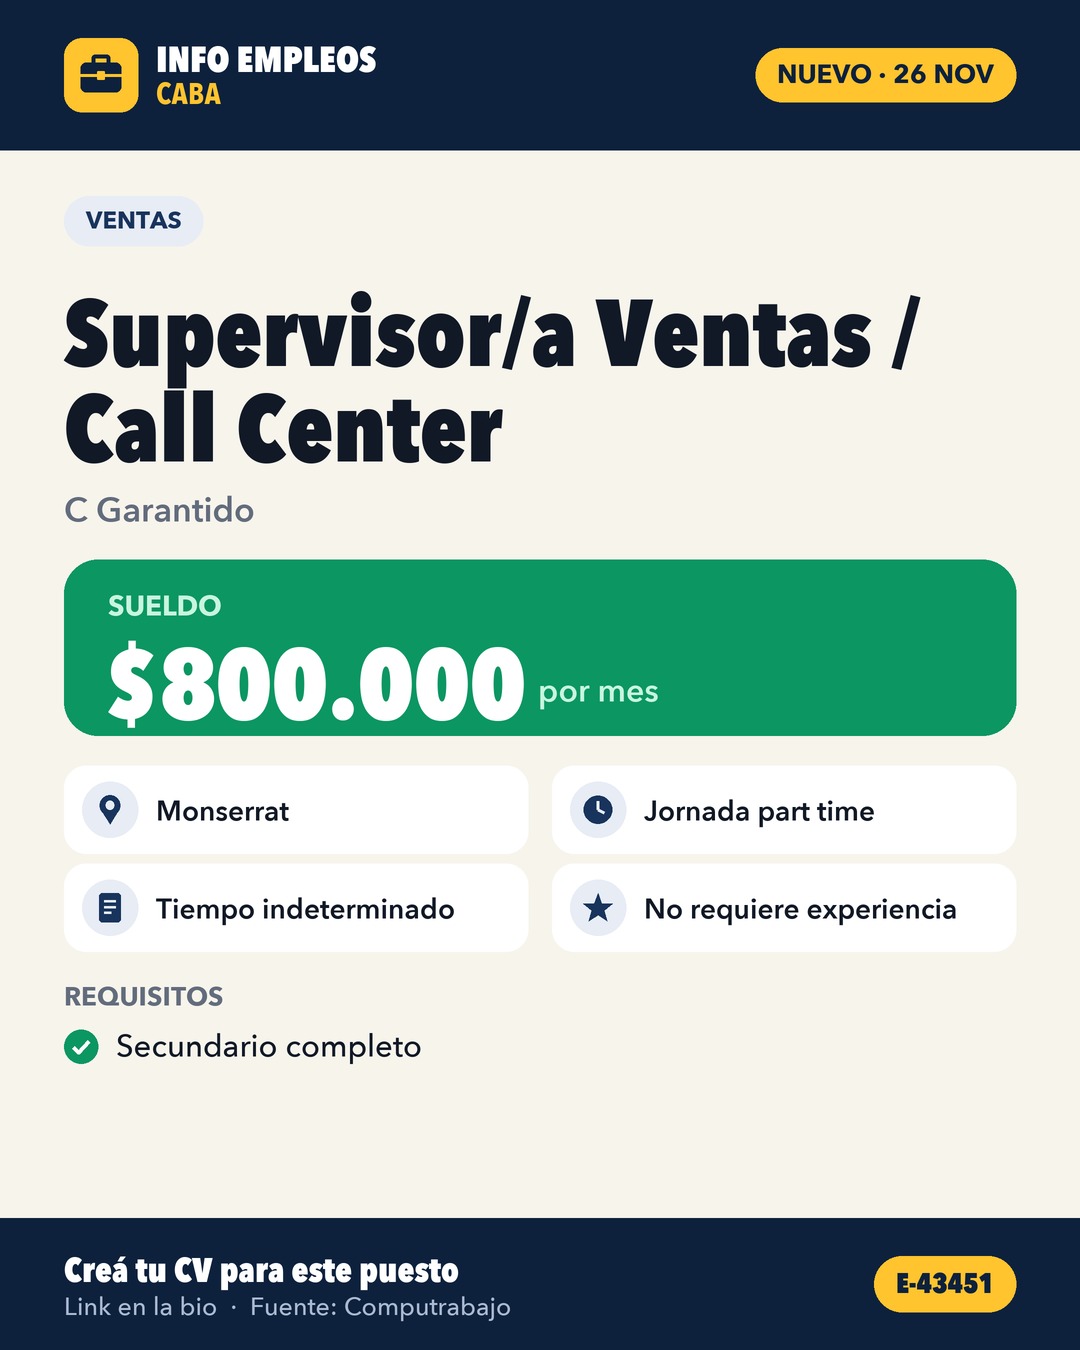 INFO EMPLEOS
CABA
NUEVO · 26 NOV
VENTAS
Supervisor/a Ventas /
Call Center
C Garantido
SUELDO
$800.000 por mes
Monserrat
Jornada part time
Tiempo indeterminado
No requiere experiencia
REQUISITOS
Secundario completo
Creá tu CV para este puesto
Link en la bio · Fuente: Computrabajo
E-43451